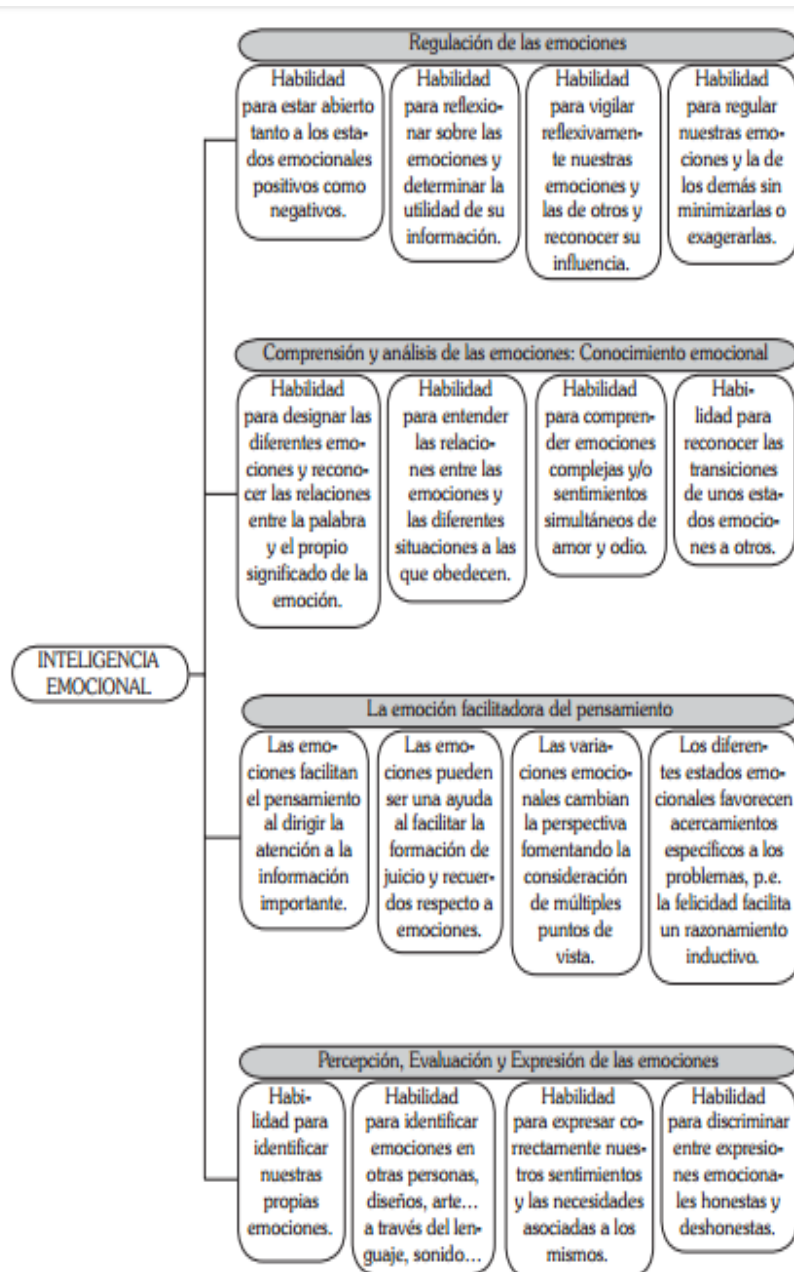 Regulación de las emociones
Habilidad
para estar abierto
tanto a los esta-
dos emocionales
positivos como
negativos.
Habilidad
para reflexio-
nar sobre las
emociones y
determinar la
utilidad de su
información.
Habilidad
para vigilar
reflexivamen-
te nuestras
emociones y
las de otros y
reconocer su
influencia.
Habilidad
para regular
nuestras emo-
ciones y la de
los demás sin
minimizarlas o
exagerarlas.
Comprensión y análisis de las emociones: Conocimiento emocional
Habilidad
para designar las
diferentes emo-
ciones y recono-
cer las relaciones
entre la palabra
y el propio
significado de la
emoción.
Habilidad
para entender
las relacio-
nes entre las
emociones y
las diferentes
situaciones a las
que obedecen.
Habilidad
para compren-
der emociones
complejas y/o
sentimientos
simultáneos de
amor y odio.
Habi-
lidad para
reconocer las
transiciones
de unos esta-
dos emocio-
nes a otros.
INTELIGENCIA
EMOCIONAL
La emoción facilitadora del pensamiento
Las emo-
ciones facilitan
el pensamiento
al dirigir la
atención a la
información
importante.
Las emo-
ciones pueden
ser una ayuda
al facilitar la
formación de
juicio y recuer-
dos respecto a
emociones.
Las varia-
ciones emocio-
nales cambian
la perspectiva
fomentando la
consideración
de múltiples
puntos de
vista.
Los diferen-
tes estados emo-
cionales favorecen
acercamientos
específicos a los
problemas, p.e.
la felicidad facilita
un razonamiento
inductivo.
Percepción, Evaluación y Expresión de las emociones
Habi-
lidad para
identificar
nuestras
propias
emociones.
Habilidad
para identificar
emociones en
otras personas,
diseños, arte...
a través del len-
guaje, sonido...
Habilidad
para expresar co-
rrectamente nues-
tros sentimientos
y las necesidades
asociadas a los
mismos.
Habilidad
para discriminar
entre expresio-
nes emociona-
les honestas y
deshonestas.